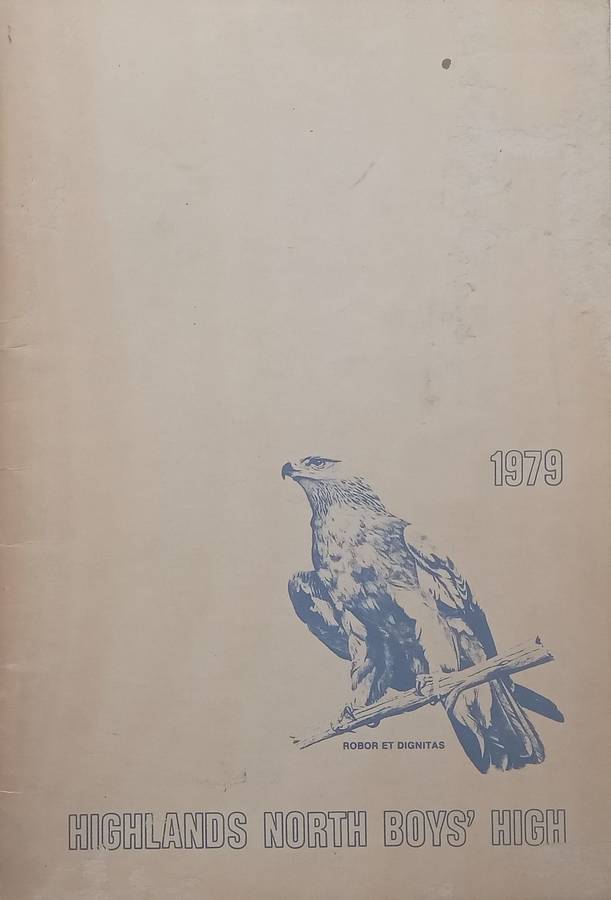 1979
ROBOR ET DIGNITAS
HIGHLANDS NORTH BOYS' HIGH